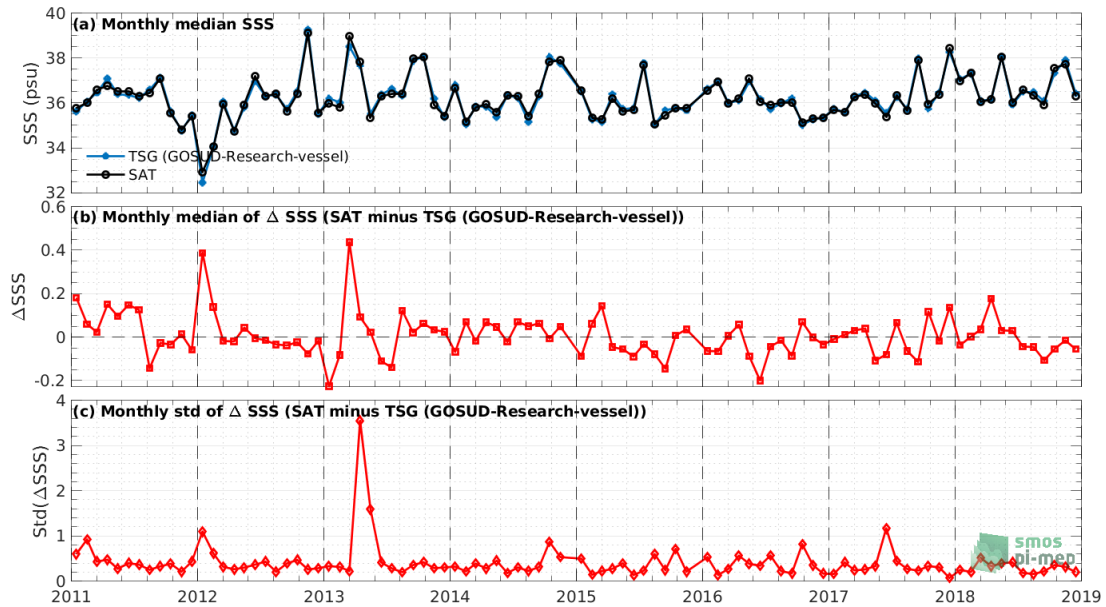 (a) Monthly median SSS
40
38
36
34
32
SSS (psu)
TSG (GOSUD-Research-vessel)
SAT
(b) Monthly median of Δ SSS (SAT minus TSG (GOSUD-Research-vessel))
0.6
0.4
0.2
0
-0.2
ΔSSS
(c) Monthly std of Δ SSS (SAT minus TSG (GOSUD-Research-vessel))
4
3
2
1
0
Std(ΔSSS)
smos
pi-mep
2011 2012 2013 2014 2015 2016 2017 2018 2019